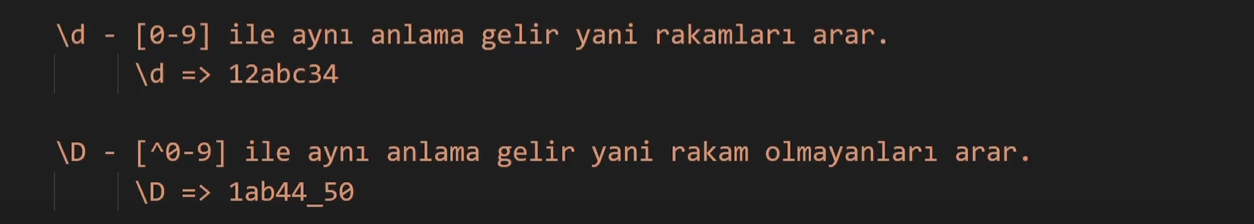 \d - [0-9] ile aynı anlama gelir yani rakamları arar.
\d => 12abc34
\D - [^0-9] ile aynı anlama gelir yani rakam olmayanları arar.
\D => 1ab44_50